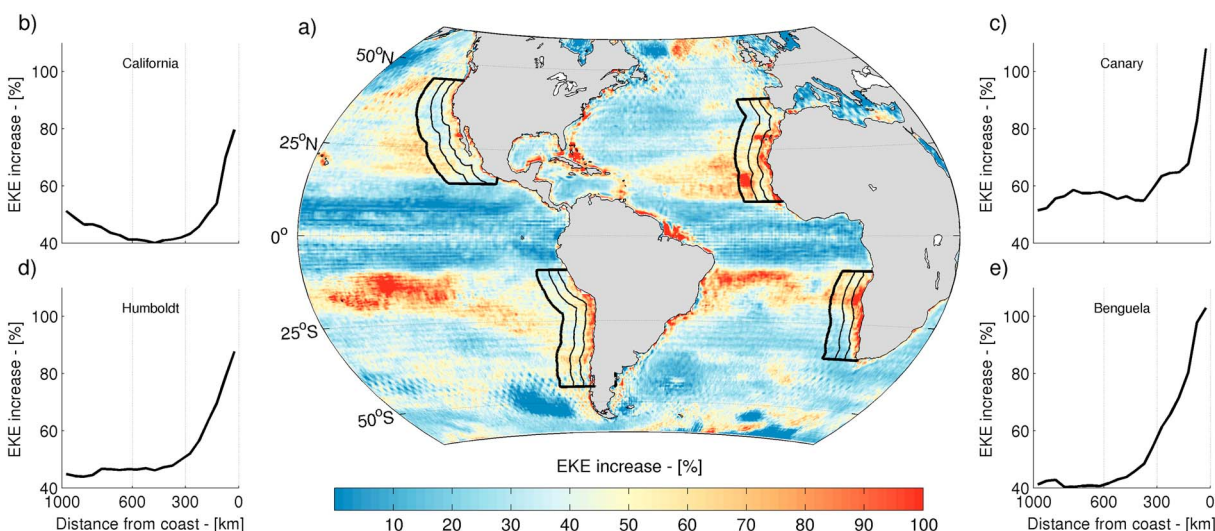 b)
EKE increase - [%]
100
80
60
40
California
a)
50°N
25°N
0°
25°S
50°S
c)
EKE increase - [%]
100
80
60
40
Canary
d)
EKE increase - [%]
100
80
60
40
Humboldt
1000 600 300 0
Distance from coast - [km]
e)
EKE increase - [%]
100
80
60
40
Benguela
1000 600 300 0
Distance from coast - [km]
EKE increase - [%]
10 20 30 40 50 60 70 80 90 100